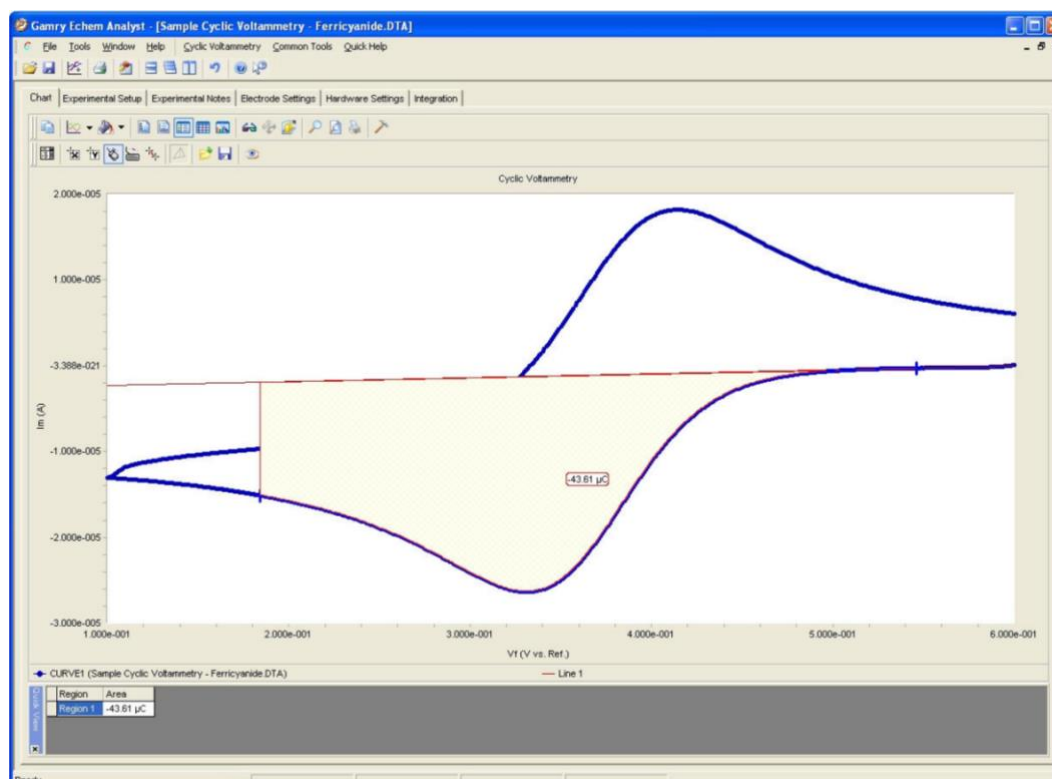 Gamry Echem Analyst - [Sample Cyclic Voltammetry - Ferricyanide.DTA]
File Tools Window Help Cyclic Voltammetry Common Tools Quick Help
Chart Experimental Setup Experimental Notes Electrode Settings Hardware Settings Integration
Cyclic Voltammetry
2.000e-005
1.000e-005
-3.388e-021
Im (A)
-1.000e-005
-43.61 µC
-2.000e-005
-3.000e-005
1.000e-001 2.000e-001 3.000e-001 4.000e-001 5.000e-001 6.000e-001
Vf (V vs. Ref.)
CURVE1 (Sample Cyclic Voltammetry - Ferricyanide.DTA) Line 1
Quick View
Region Area
Region 1 -43.61 µC